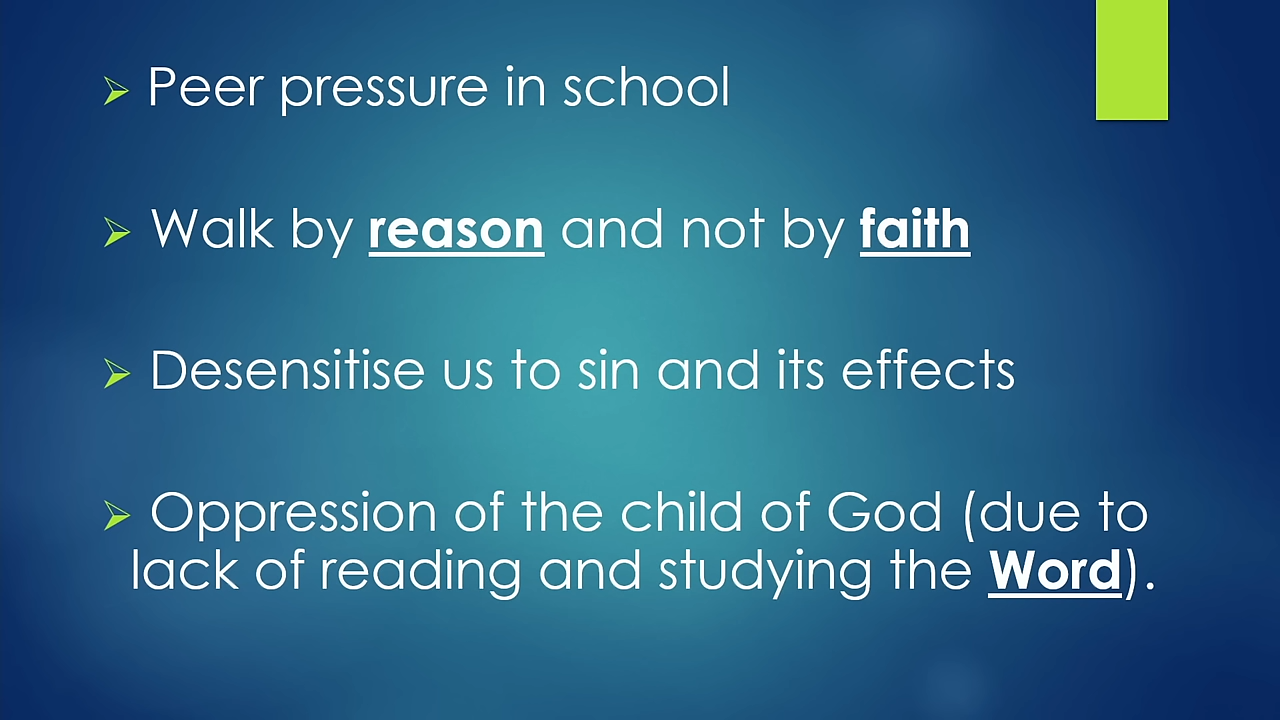 Peer pressure in school
Walk by reason and not by faith
Desensitise us to sin and its effects
Oppression of the child of God (due to
lack of reading and studying the Word).